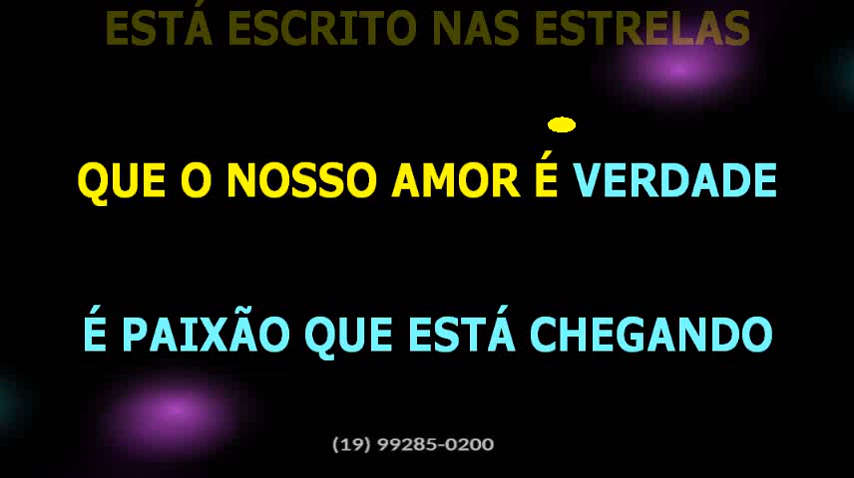 ESTÁ ESCRITO NAS ESTRELAS
QUE O NOSSO AMOR É VERDADE
É PAIXÃO QUE ESTÁ CHEGANDO
(19) 99285-0200